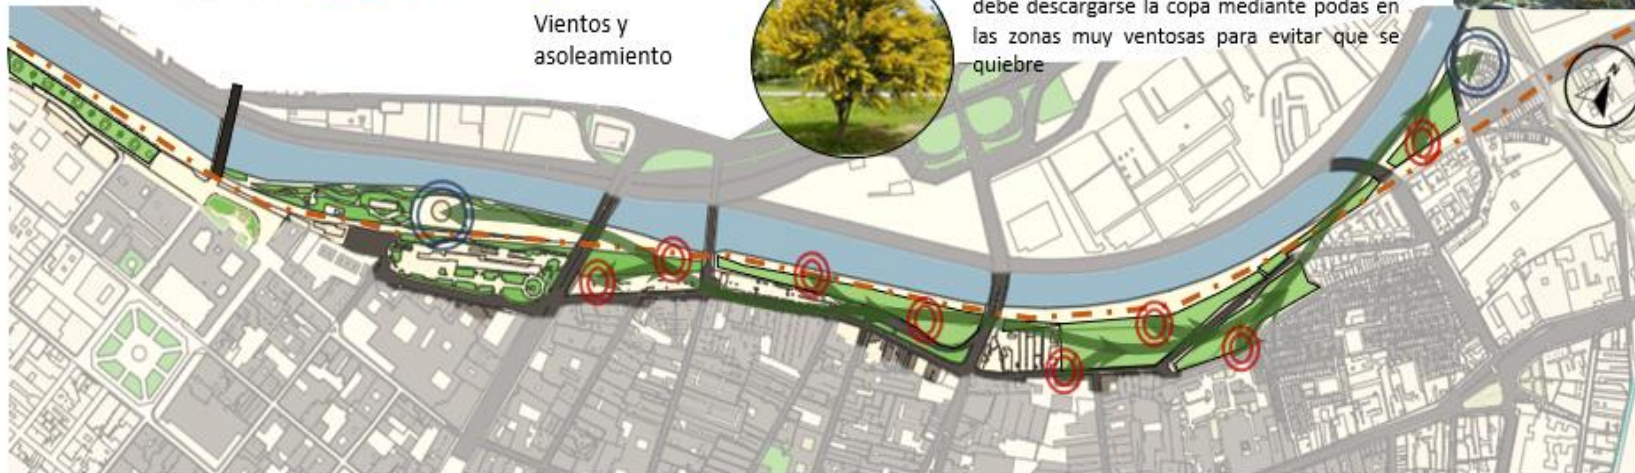 Vientos y
asoleamiento
debe descargarse la copa mediante podas en
las zonas muy ventosas para evitar que se
quiebre